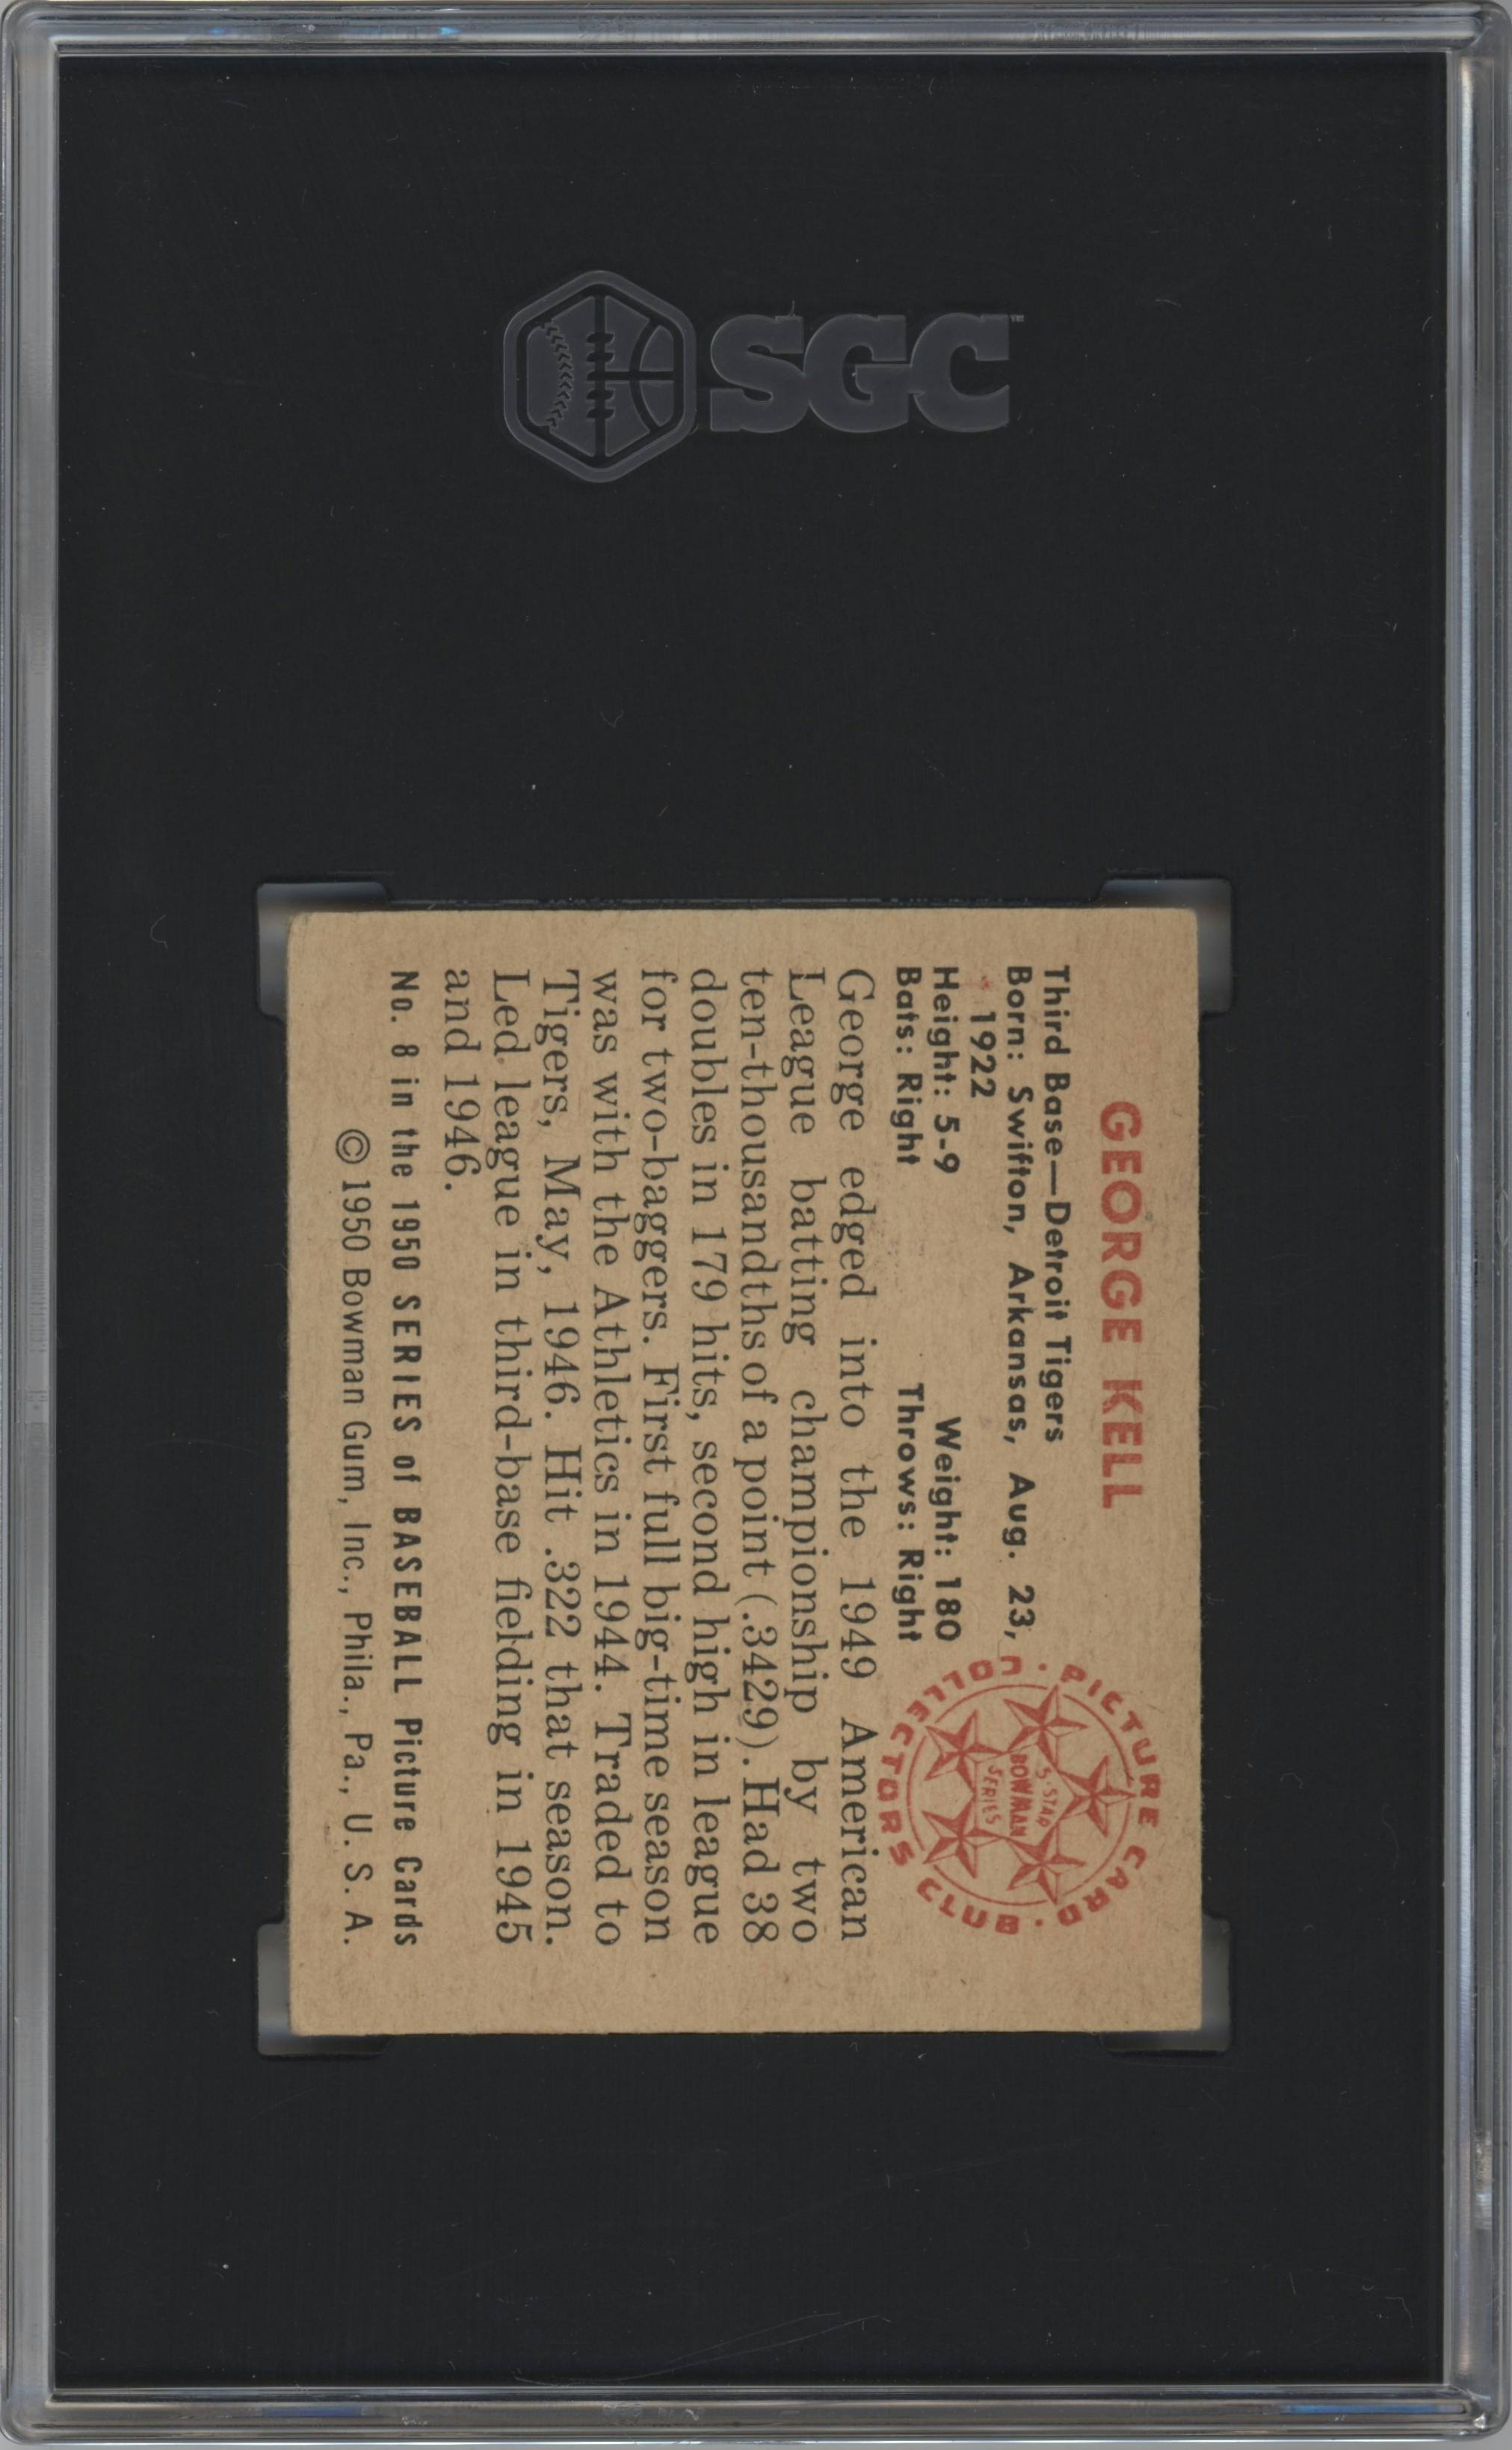 SGC™
GEORGE KELL
Third Base—Detroit Tigers
Born: Swifton, Arkansas, Aug. 23,
1922
Height: 5-9 Weight: 180
Bats: Right Throws: Right
PICTURE CARD · COLLECTORS CLUB ·
5-STAR
BOWMAN
SERIES
George edged into the 1949 American
League batting championship by two
ten-thousandths of a point (.3429). Had 38
doubles in 179 hits, second high in league
for two-baggers. First full big-time season
was with the Athletics in 1944. Traded to
Tigers, May, 1946. Hit .322 that season.
Led league in third-base fielding in 1945
and 1946.
No. 8 in the 1950 SERIES of BASEBALL Picture Cards
© 1950 Bowman Gum, Inc., Phila., Pa., U. S. A.